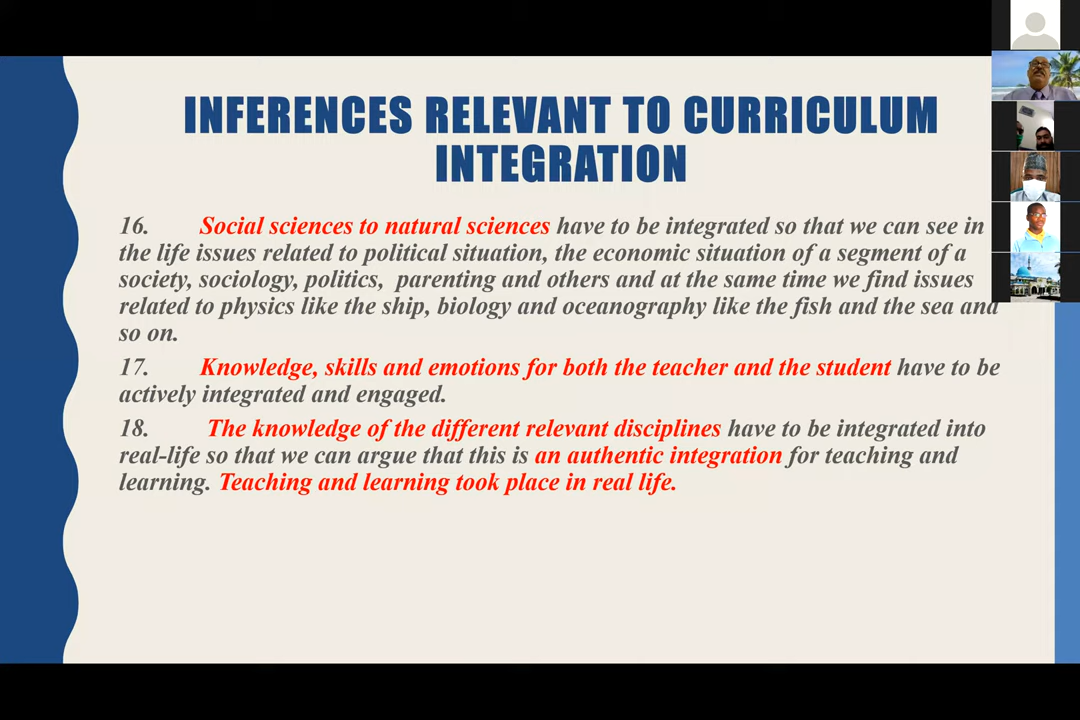 INFERENCES RELEVANT TO CURRICULUM
INTEGRATION
16. Social sciences to natural sciences have to be integrated so that we can see in
the life issues related to political situation, the economic situation of a segment of a
society, sociology, politics, parenting and others and at the same time we find issues
related to physics like the ship, biology and oceanography like the fish and the sea and
so on.
17. Knowledge, skills and emotions for both the teacher and the student have to be
actively integrated and engaged.
18. The knowledge of the different relevant disciplines have to be integrated into
real-life so that we can argue that this is an authentic integration for teaching and
learning. Teaching and learning took place in real life.